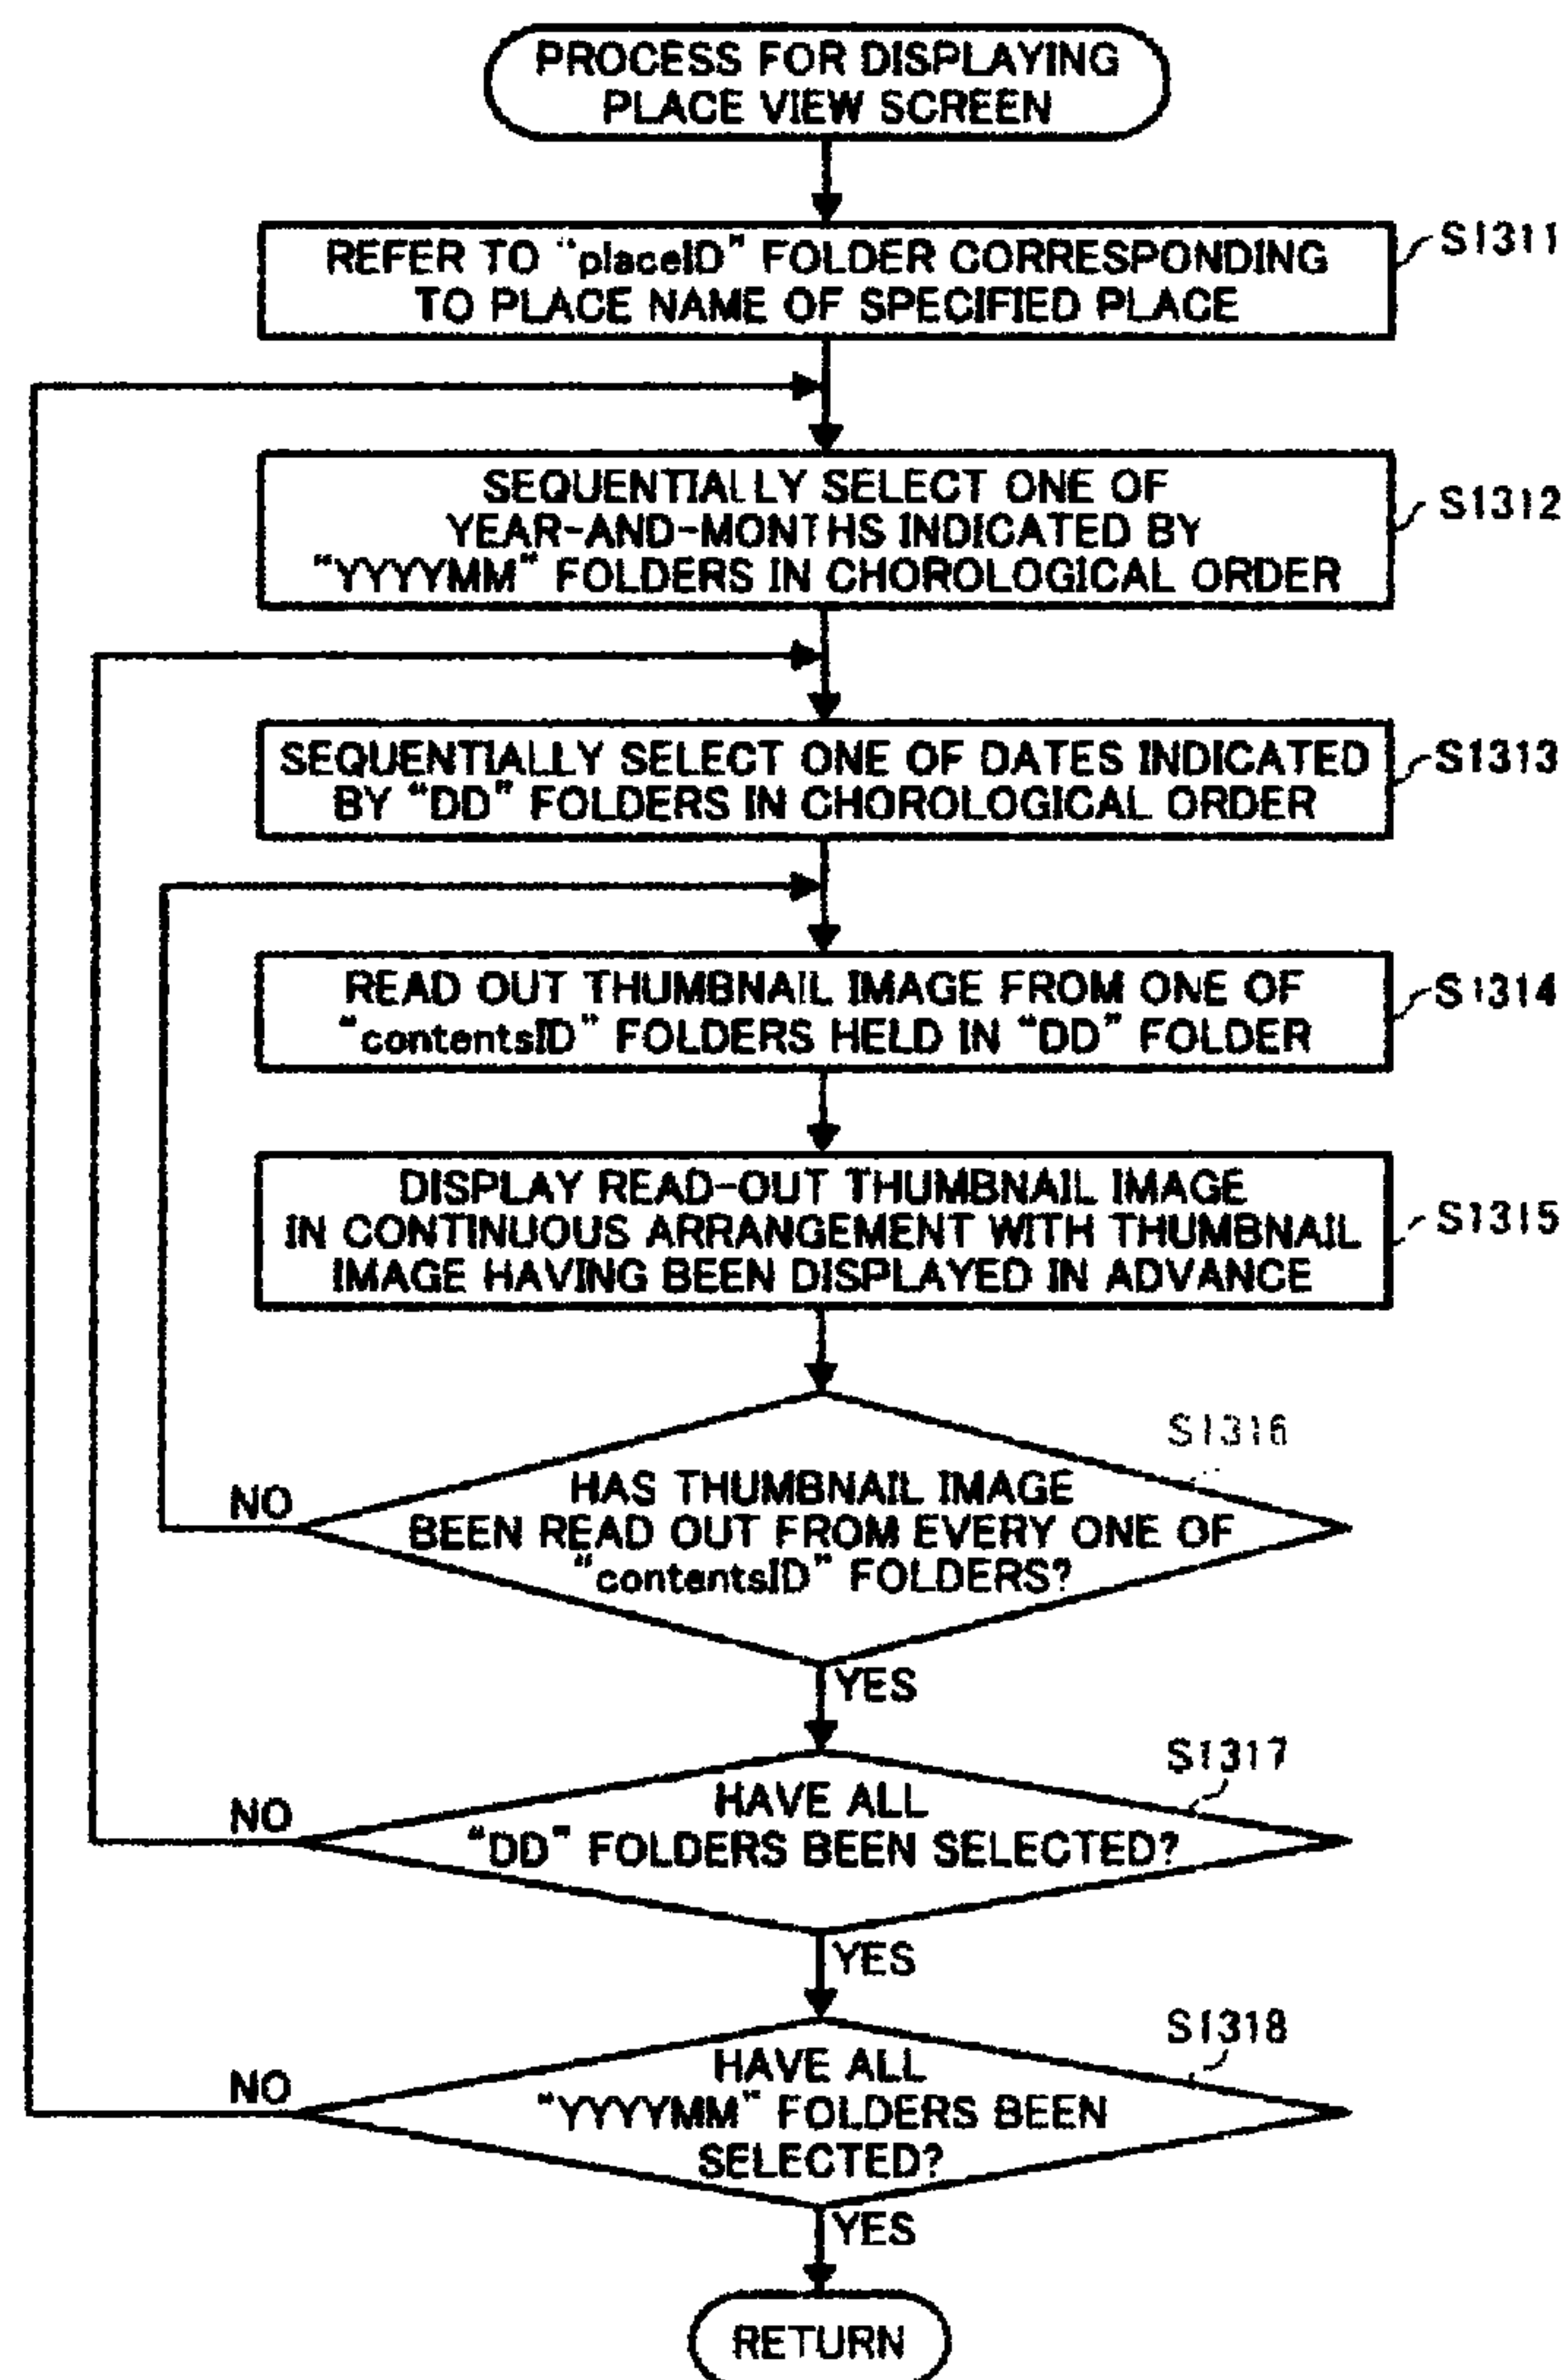 PROCESS FOR DISPLAYING
PLACE VIEW SCREEN
REFER TO "placeID" FOLDER CORRESPONDING
TO PLACE NAME OF SPECIFIED PLACE
S1311
SEQUENTIALLY SELECT ONE OF
YEAR-AND-MONTHS INDICATED BY
"YYYYMM" FOLDERS IN CHOROLOGICAL ORDER
S1312
SEQUENTIALLY SELECT ONE OF DATES INDICATED
BY "DD" FOLDERS IN CHOROLOGICAL ORDER
S1313
READ OUT THUMBNAIL IMAGE FROM ONE OF
"contentsID" FOLDERS HELD IN "DD" FOLDER
S1314
DISPLAY READ-OUT THUMBNAIL IMAGE
IN CONTINUOUS ARRANGEMENT WITH THUMBNAIL
IMAGE HAVING BEEN DISPLAYED IN ADVANCE
S1315
S1316
HAS THUMBNAIL IMAGE
BEEN READ OUT FROM EVERY ONE OF
"contentsID" FOLDERS?
NO
YES
S1317
HAVE ALL
"DD" FOLDERS BEEN SELECTED?
NO
YES
S1318
HAVE ALL
"YYYYMM" FOLDERS BEEN
SELECTED?
NO
YES
RETURN